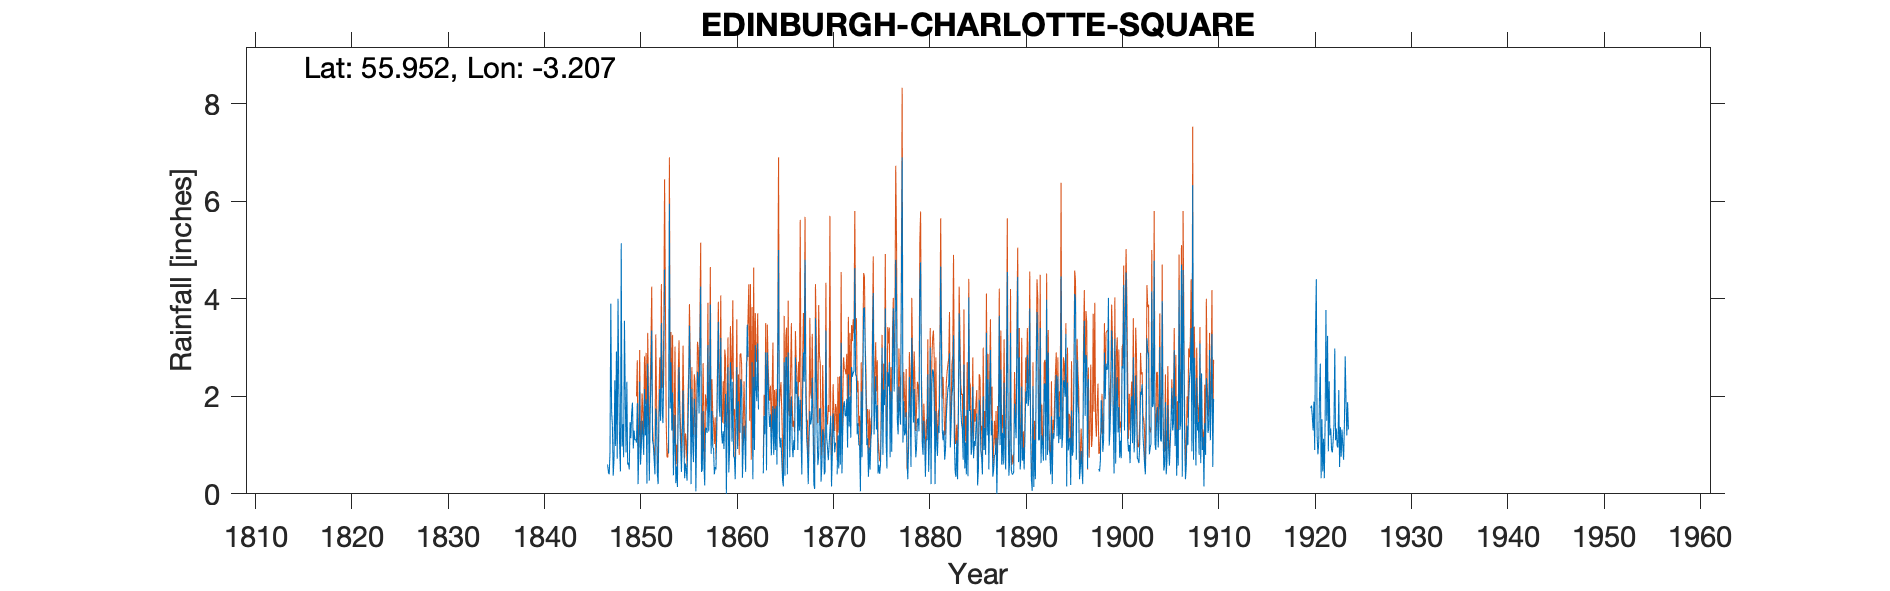 EDINBURGH-CHARLOTTE-SQUARE
Lat: 55.952, Lon: -3.207
8
6
4
2
0
Rainfall [inches]
1810 1820 1830 1840 1850 1860 1870 1880 1890 1900 1910 1920 1930 1940 1950 1960
Year